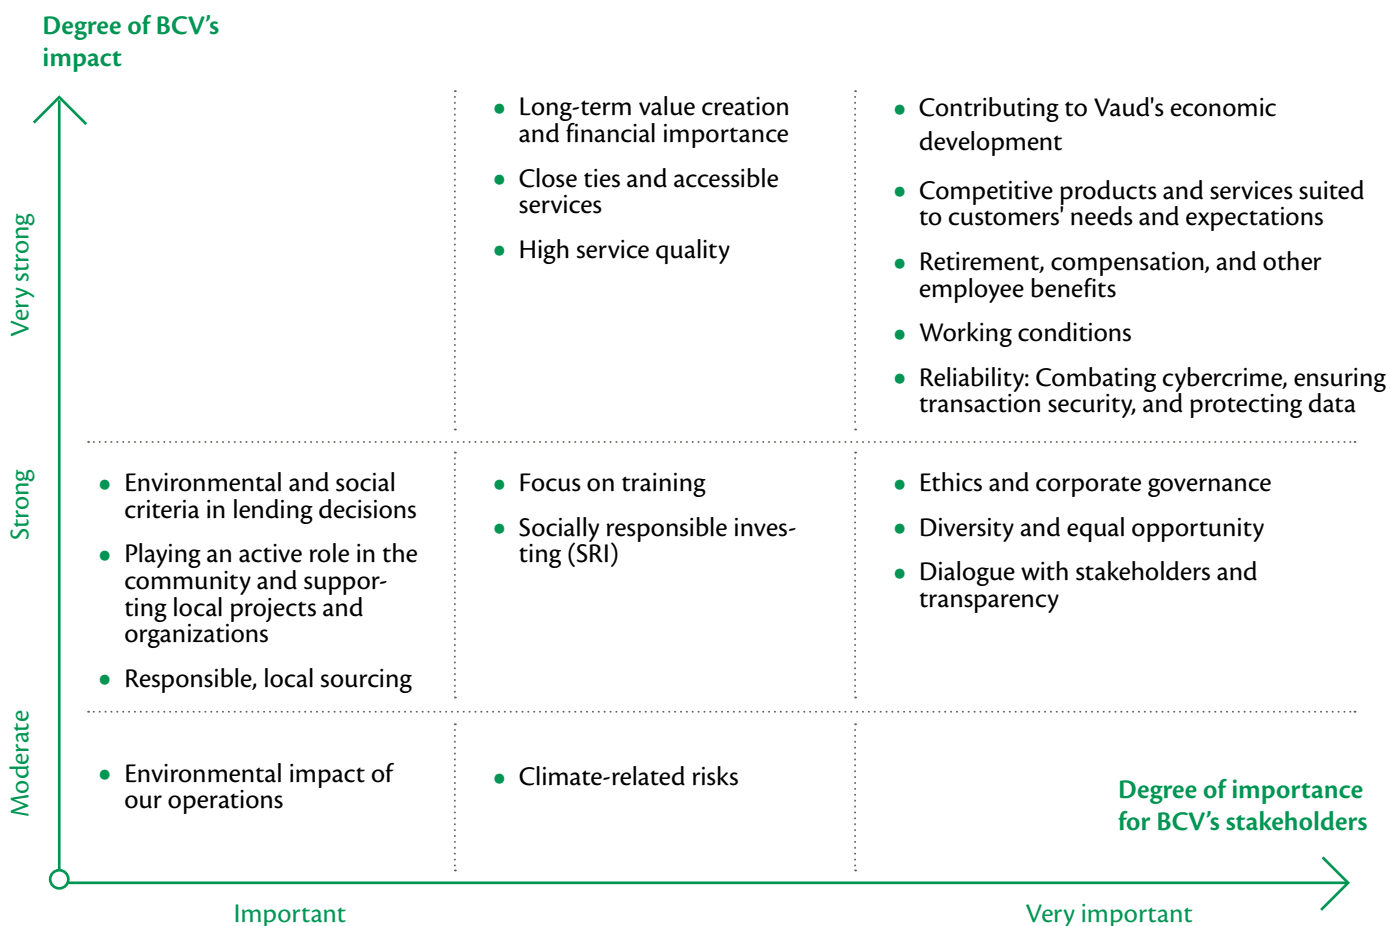 Degree of BCV's
impact
Very strong
Long-term value creation
and financial importance
Close ties and accessible
services
High service quality
Contributing to Vaud's economic
development
Competitive products and services suited
to customers' needs and expectations
Retirement, compensation, and other
employee benefits
Working conditions
Reliability: Combating cybercrime, ensuring
transaction security, and protecting data
Strong
Environmental and social
criteria in lending decisions
Playing an active role in the
community and suppor-
ting local projects and
organizations
Responsible, local sourcing
Focus on training
Socially responsible inves-
ting (SRI)
Ethics and corporate governance
Diversity and equal opportunity
Dialogue with stakeholders and
transparency
Moderate
Environmental impact of
our operations
Climate-related risks
Degree of importance
for BCV's stakeholders
Important
Very important